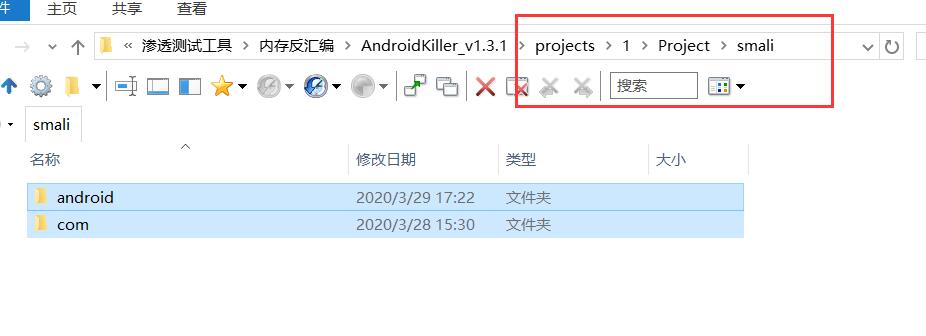 件 主页 共享 查看
« 渗透测试工具 > 内存反汇编 > AndroidKiller_v1.3.1 > projects > 1 > Project > smali
搜索
smali
名称 修改日期 类型 大小
android 2020/3/29 17:22 文件夹
com 2020/3/28 15:30 文件夹